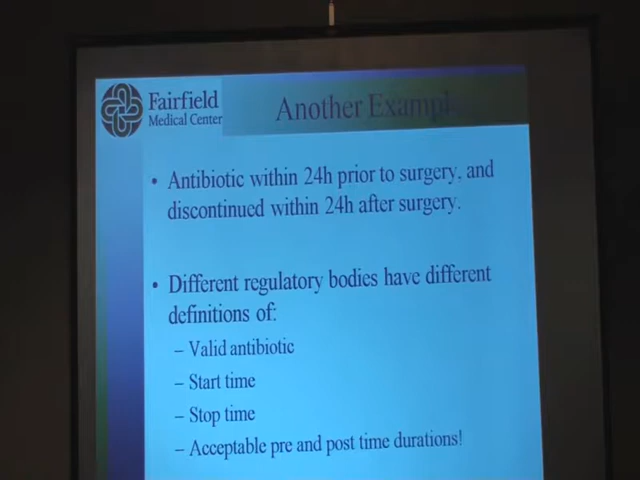 Fairfield
Medical Center
Another Example
• Antibiotic within 24h prior to surgery, and
discontinued within 24h after surgery.
• Different regulatory bodies have different
definitions of:
– Valid antibiotic
– Start time
– Stop time
– Acceptable pre and post time durations!